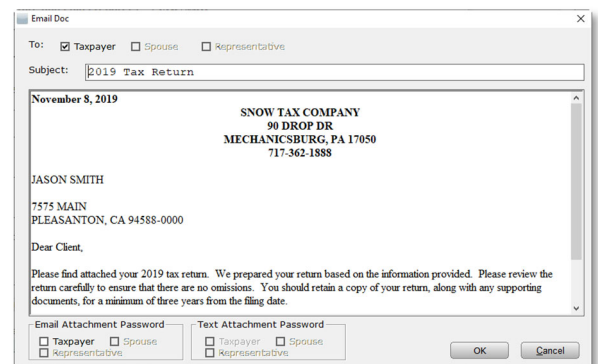 Email Doc
To: Taxpayer Spouse Representative
Subject: 2019 Tax Return
November 8, 2019
SNOW TAX COMPANY
90 DROP DR
MECHANICSBURG, PA 17050
717-362-1888
JASON SMITH
7575 MAIN
PLEASANTON, CA 94588-0000
Dear Client,
Please find attached your 2019 tax return. We prepared your return based on the information provided. Please review the
return carefully to ensure that there are no omissions. You should retain a copy of your return, along with any supporting
documents, for a minimum of three years from the filing date.
Email Attachment Password Text Attachment Password
Taxpayer Spouse Taxpayer Spouse
Representative Representative
OK Cancel